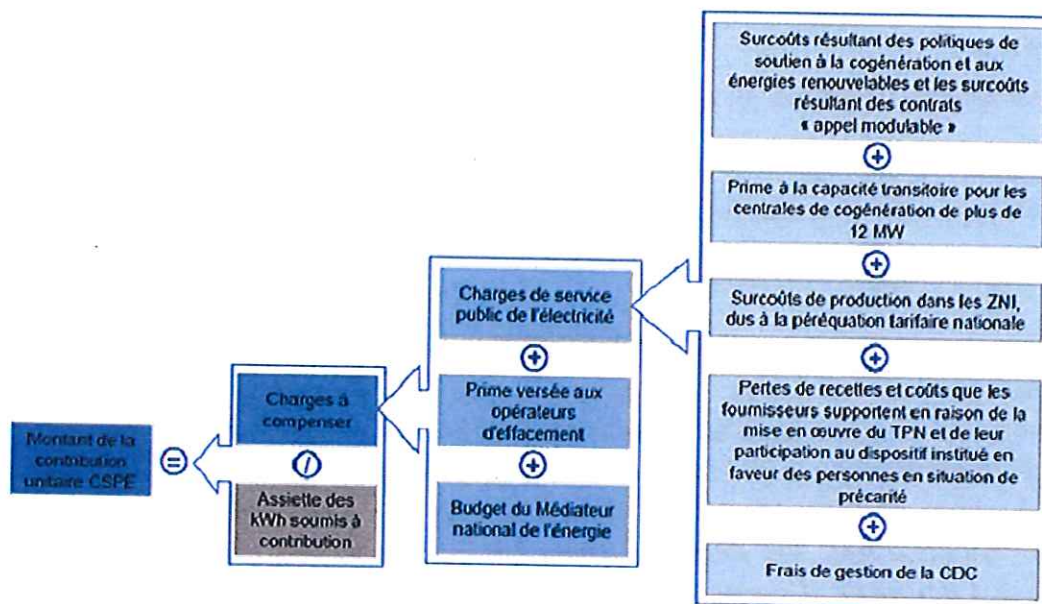 Montant de la
contribution
unitaire CSPE
=
Charges à
compenser
/
Assiette des
kWh soumis à
contribution
Charges de service
public de l'électricité
+
Prime versée aux
opérateurs
d'effacement
+
Budget du Médiateur
national de l'énergie
Surcoûts résultant des politiques de
soutien à la cogénération et aux
énergies renouvelables et les surcoûts
résultant des contrats
« appel modulable »
+
Prime à la capacité transitoire pour les
centrales de cogénération de plus de
12 MW
+
Surcoûts de production dans les ZNI,
dus à la péréquation tarifaire nationale
+
Pertes de recettes et coûts que les
fournisseurs supportent en raison de la
mise en œuvre du TPN et de leur
participation au dispositif institué en
faveur des personnes en situation de
précarité
+
Frais de gestion de la CDC